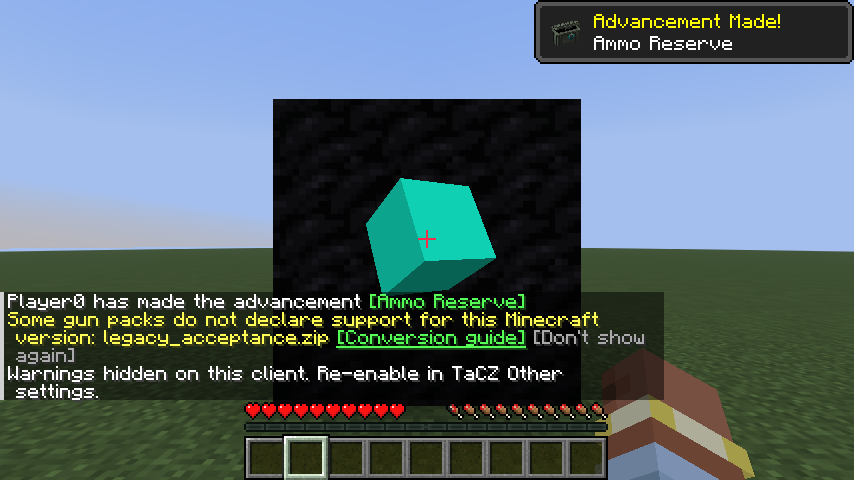 Advancement Made!
Ammo Reserve
Player0 has made the advancement [Ammo Reserve]
Some gun packs do not declare support for this Minecraft
version: legacy_acceptance.zip [Conversion guide] [Don't show
again]
Warnings hidden on this client. Re-enable in TaCZ Other
settings.